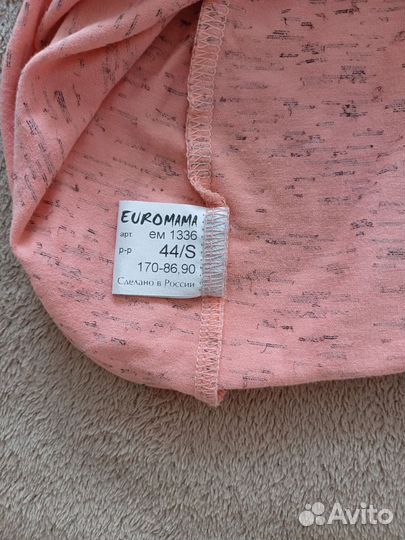 EUROMAMA
арт. ем 1336
р-р 44/S
170-86,90
Сделано в России
Avito